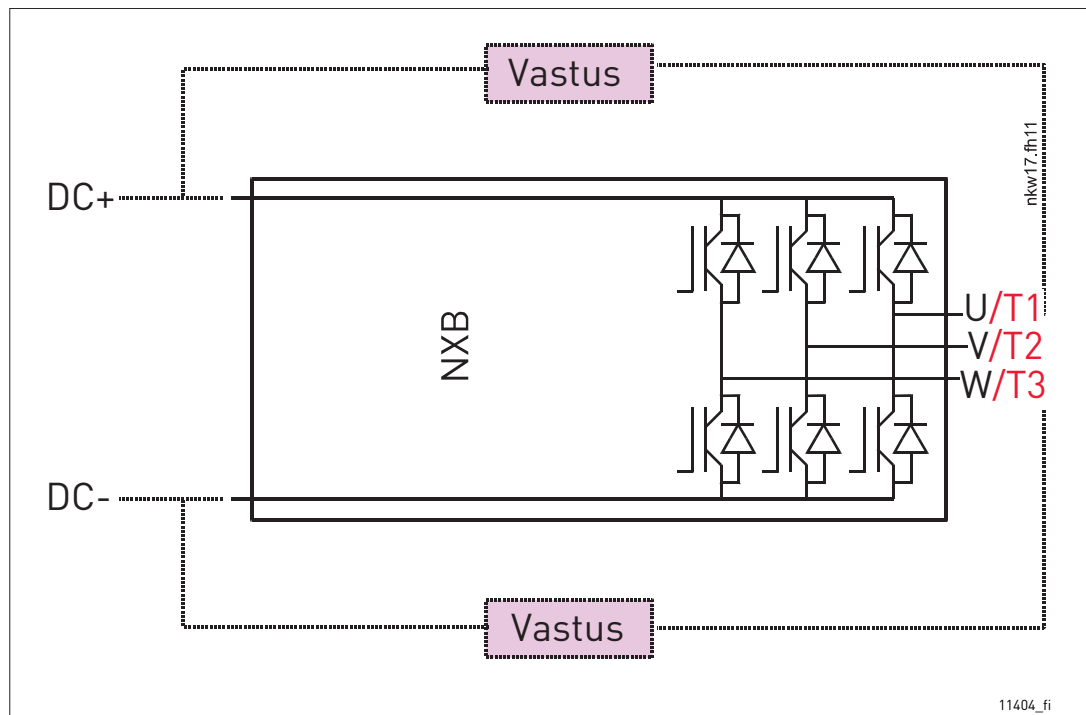 Vastus
nkw17.fh11
DC+
NXB
U/T1
V/T2
W/T3
DC-
Vastus
11404_fi